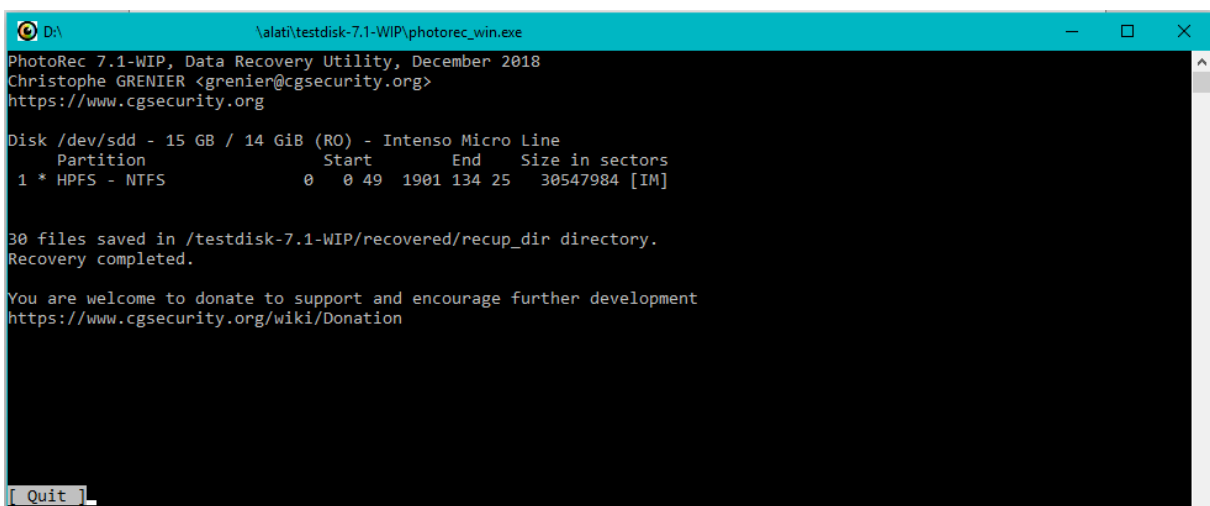 D:\ \alati\testdisk-7.1-WIP\photorec_win.exe
PhotoRec 7.1-WIP, Data Recovery Utility, December 2018
Christophe GRENIER <grenier@cgsecurity.org>
https://www.cgsecurity.org
Disk /dev/sdd - 15 GB / 14 GiB (RO) - Intenso Micro Line
Partition Start End Size in sectors
1 * HPFS - NTFS 0 0 49 1901 134 25 30547984 [IM]
30 files saved in /testdisk-7.1-WIP/recovered/recup_dir directory.
Recovery completed.
You are welcome to donate to support and encourage further development
https://www.cgsecurity.org/wiki/Donation
[ Quit ]